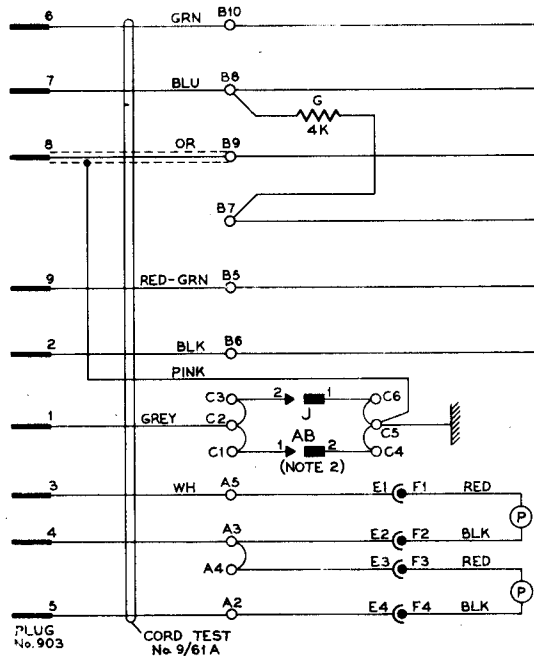 6 GRN B10
7 BLU B8
G
4K
8 OR B9
B7
9 RED-GRN B5
2 BLK B6
PINK
C3 2 1 C6
J
1 GREY C2 C5
AB
C1 1 2 C4
(NOTE 2)
3 WH A5 E1 F1 RED
P
4 A3 E2 F2 BLK
A4 E3 F3 RED
P
5 A2 E4 F4 BLK
PLUG
No. 903
CORD TEST
No 9/61A